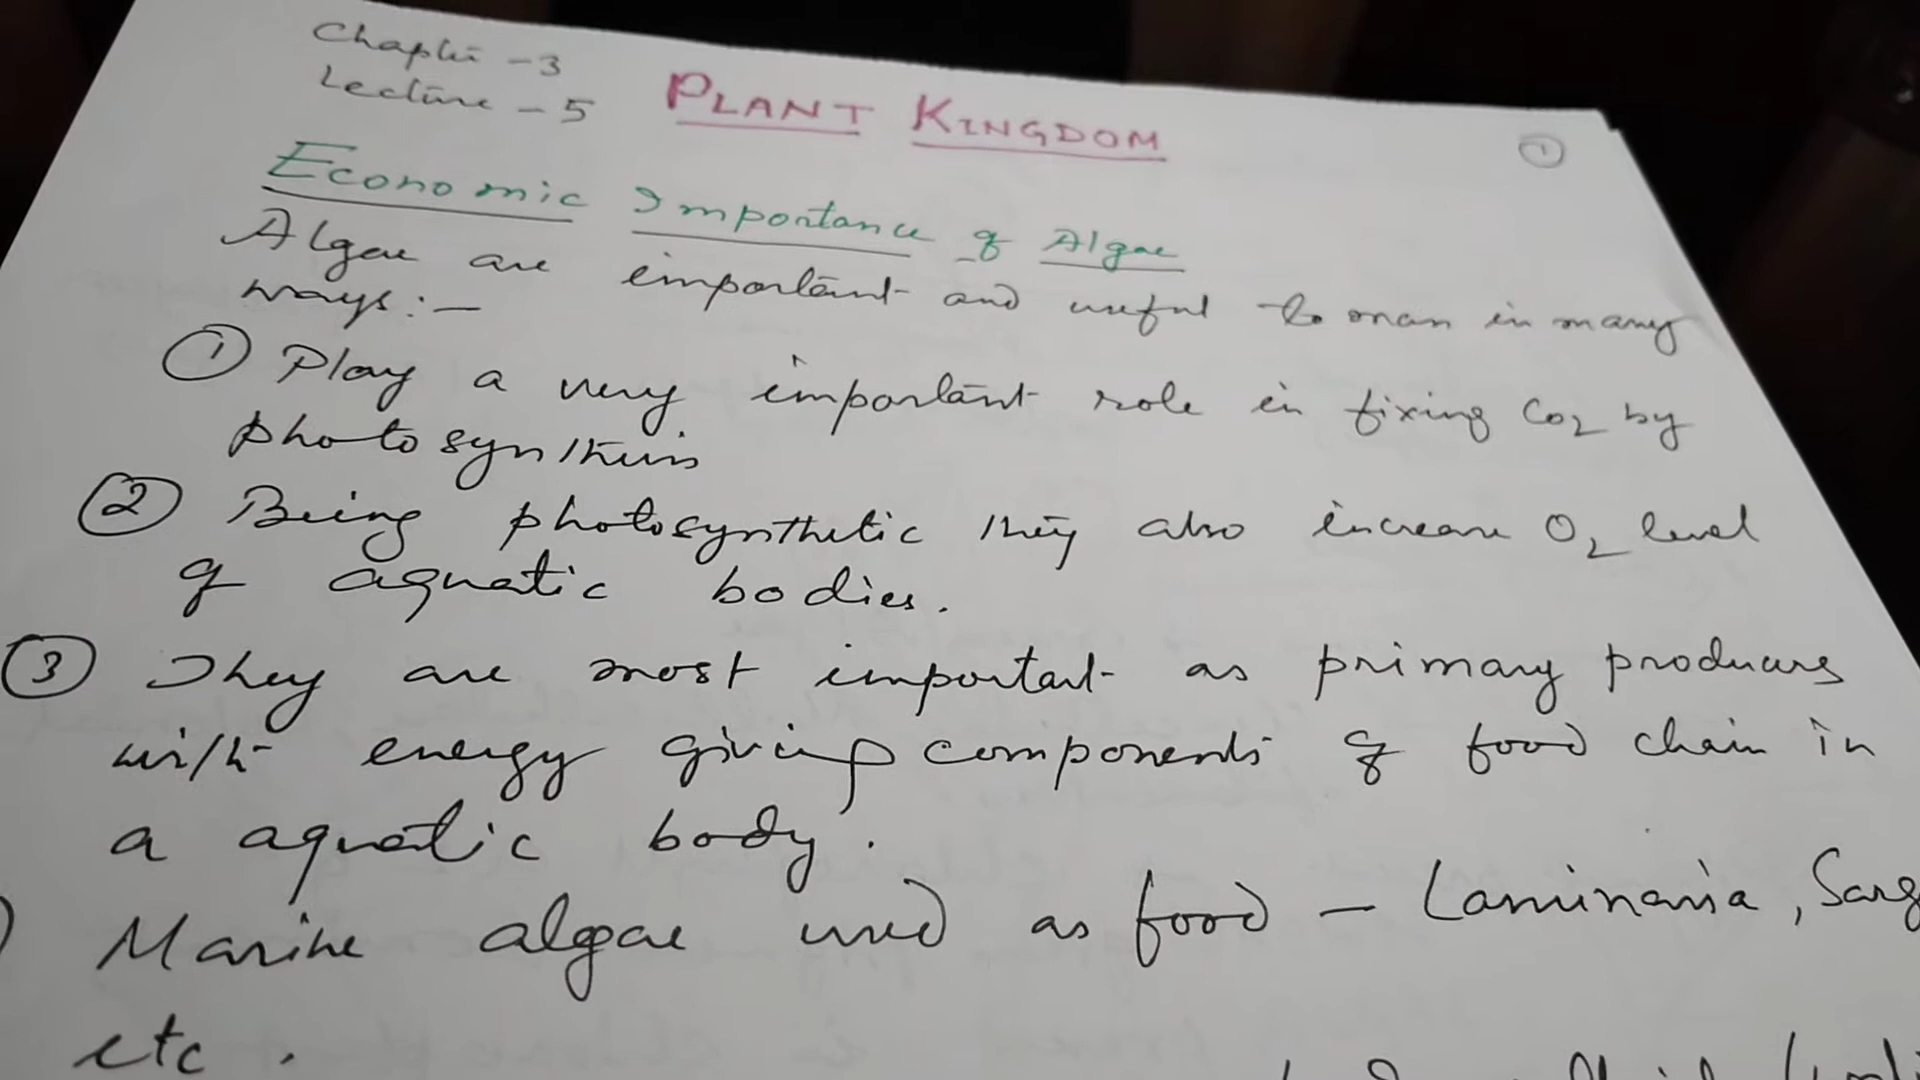 Chapter - 3
Lecture - 5
PLANT KINGDOM
①
Economic Importance of Algae
Algae are important and useful to man in many
ways:-
① Play a very important role in fixing CO2 by
photosynthesis
② Being photosynthetic they also increase O2 level
of aquatic bodies.
③ They are most important as primary producers
with energy giving components of food chain in
a aquatic body.
Marine algae used as food - Laminaria, Sarg
etc.